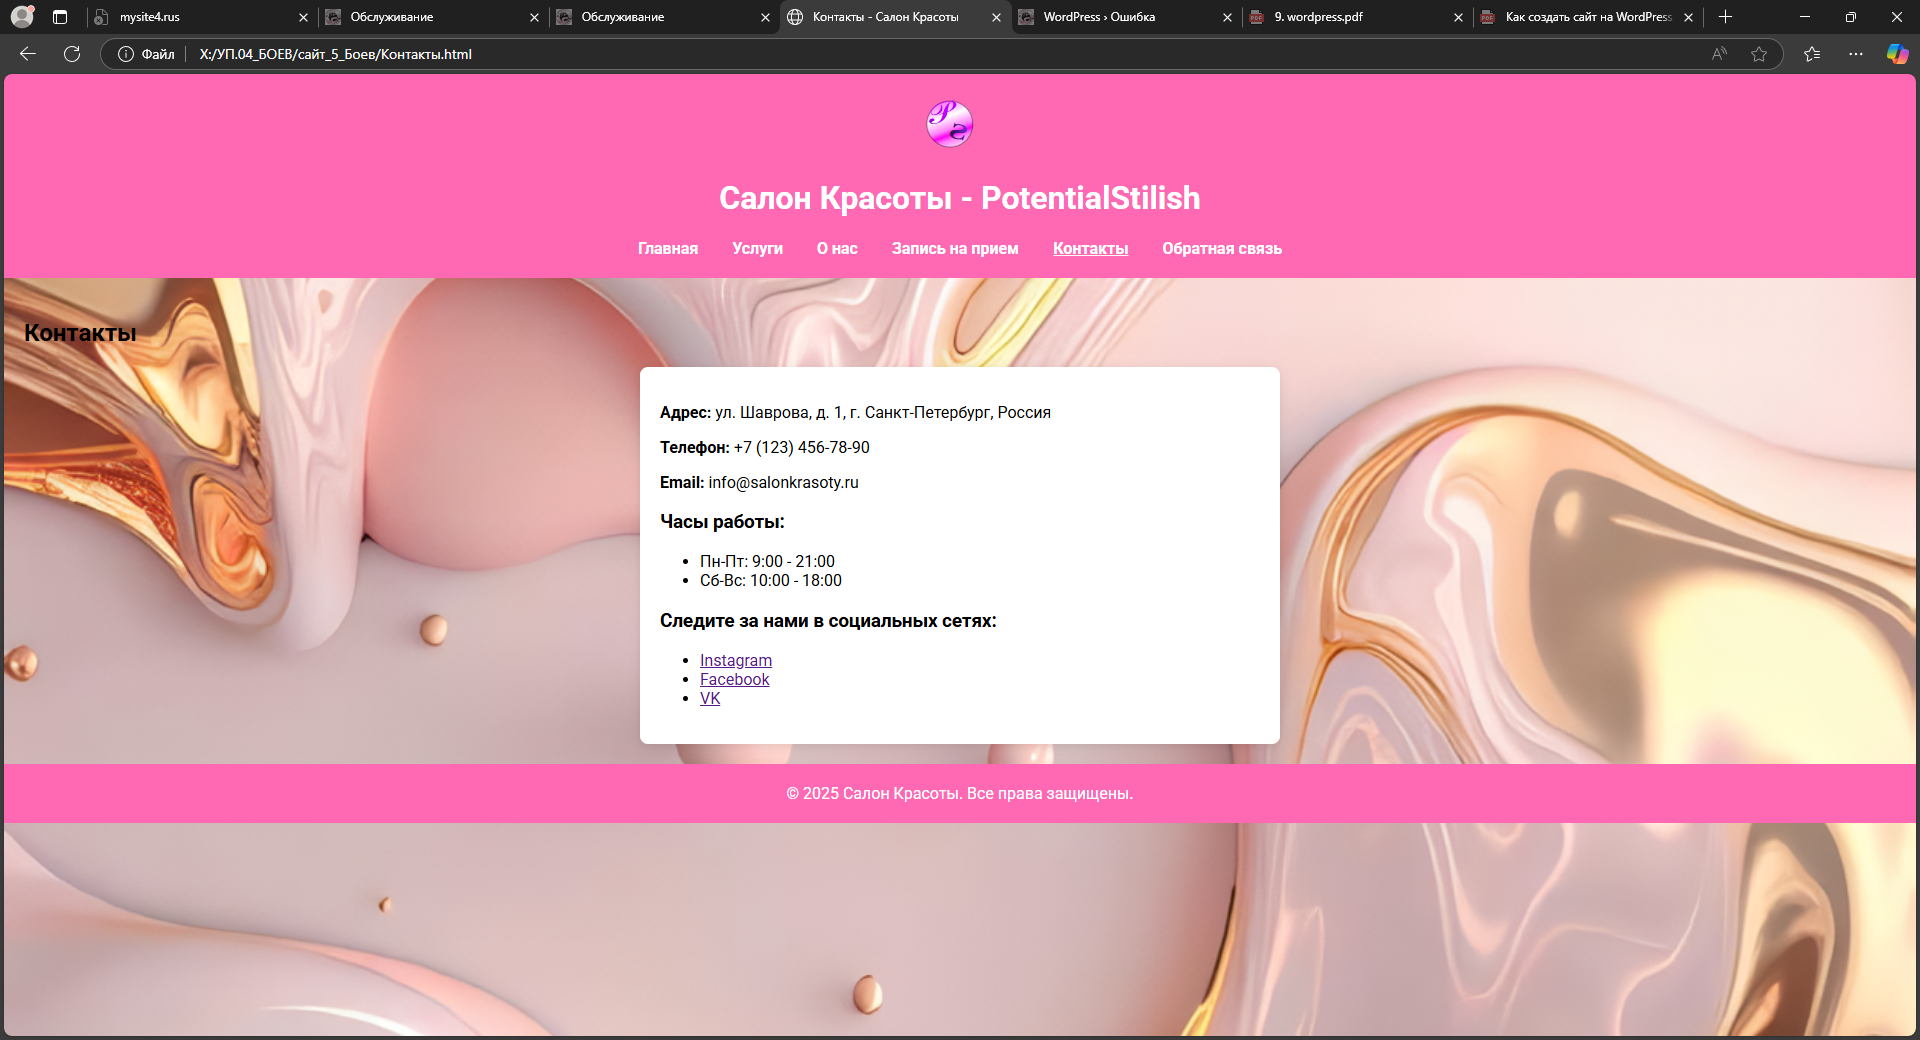 mysite4.rus
Обслуживание
Обслуживание
Контакты - Салон Красоты
WordPress › Ошибка
9. wordpress.pdf
Как создать сайт на WordPress
Файл
X:/УП.04_БОЕВ/сайт_5_Боев/Контакты.html
Салон Красоты - PotentialStilish
Главная Услуги О нас Запись на прием Контакты Обратная связь
Контакты
Адрес: ул. Шаврова, д. 1, г. Санкт-Петербург, Россия
Телефон: +7 (123) 456-78-90
Email: info@salonkrasoty.ru
Часы работы:
Пн-Пт: 9:00 - 21:00
Сб-Вс: 10:00 - 18:00
Следите за нами в социальных сетях:
Instagram
Facebook
VK
© 2025 Салон Красоты. Все права защищены.